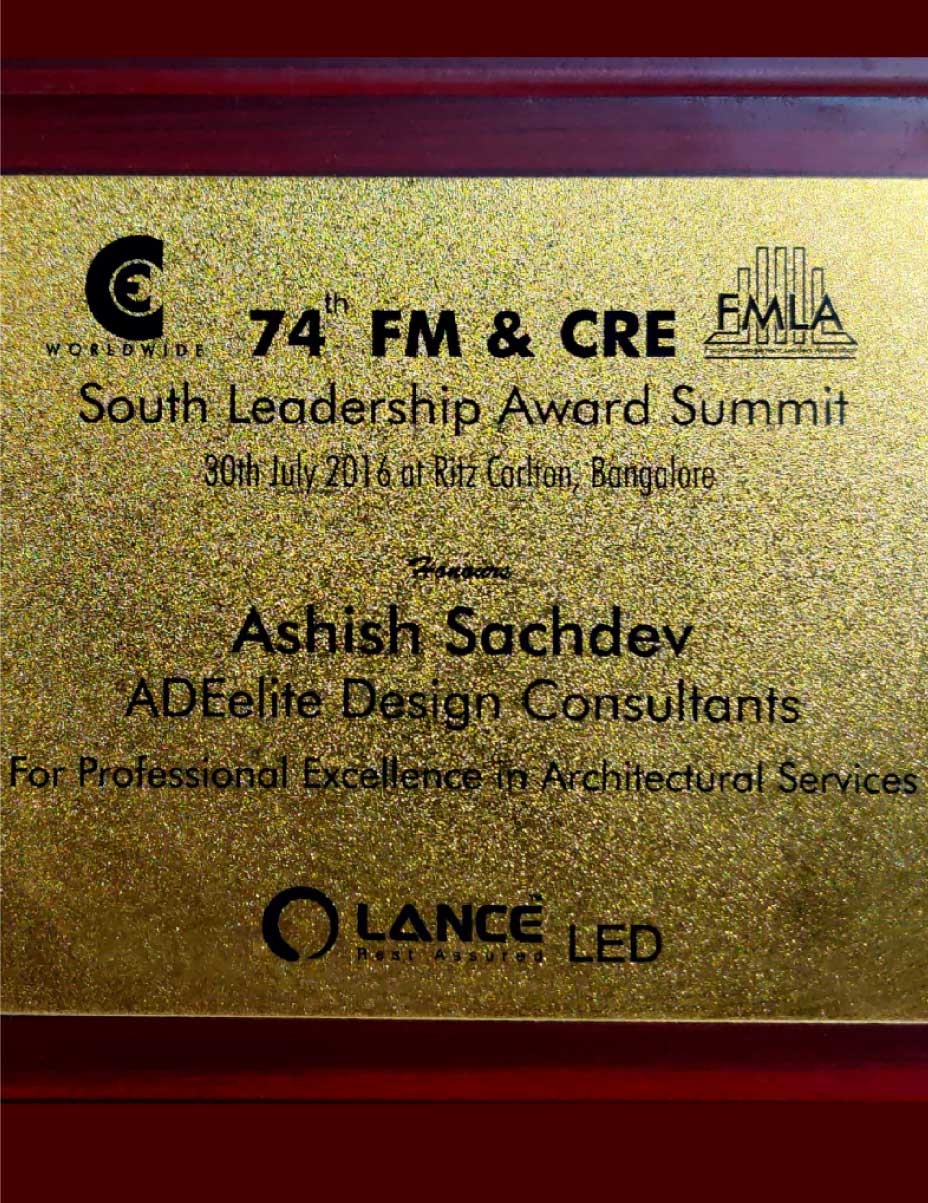 CE
WORLDWIDE
74th FM & CRE
FMLA
South Leadership Award Summit
30th July 2016 at Ritz Carlton, Bangalore
Honours
Ashish Sachdev
ADEelite Design Consultants
For Professional Excellence in Architectural Services
LANCE LED
Rest Assured